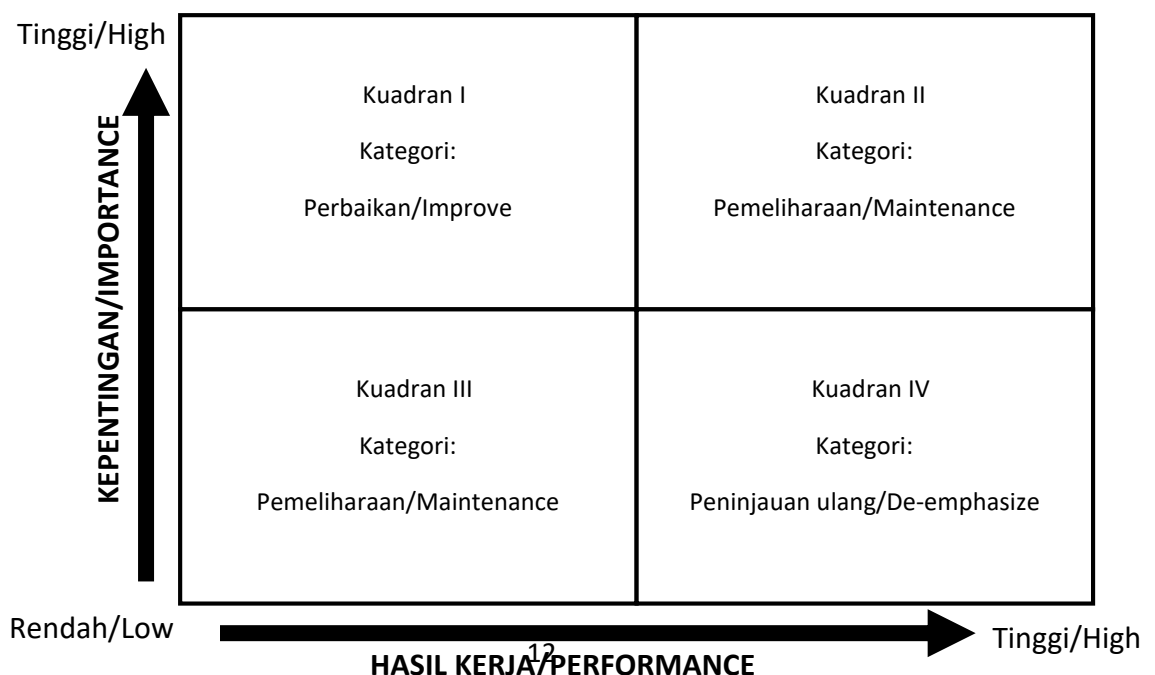 Tinggi/High
KEPENTINGAN/IMPORTANCE
Kuadran I
Kategori:
Perbaikan/Improve
Kuadran II
Kategori:
Pemeliharaan/Maintenance
Kuadran III
Kategori:
Pemeliharaan/Maintenance
Kuadran IV
Kategori:
Peninjauan ulang/De-emphasize
Rendah/Low
Tinggi/High
12
HASIL KERJA/PERFORMANCE